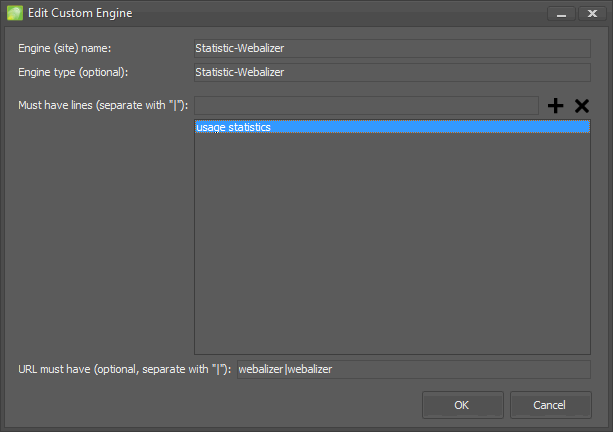 Edit Custom Engine
Engine (site) name: Statistic-Webalizer
Engine type (optional): Statistic-Webalizer
Must have lines (separate with "|"):
usage statistics
URL must have (optional, separate with "|"): webalizer|webalizer
OK Cancel